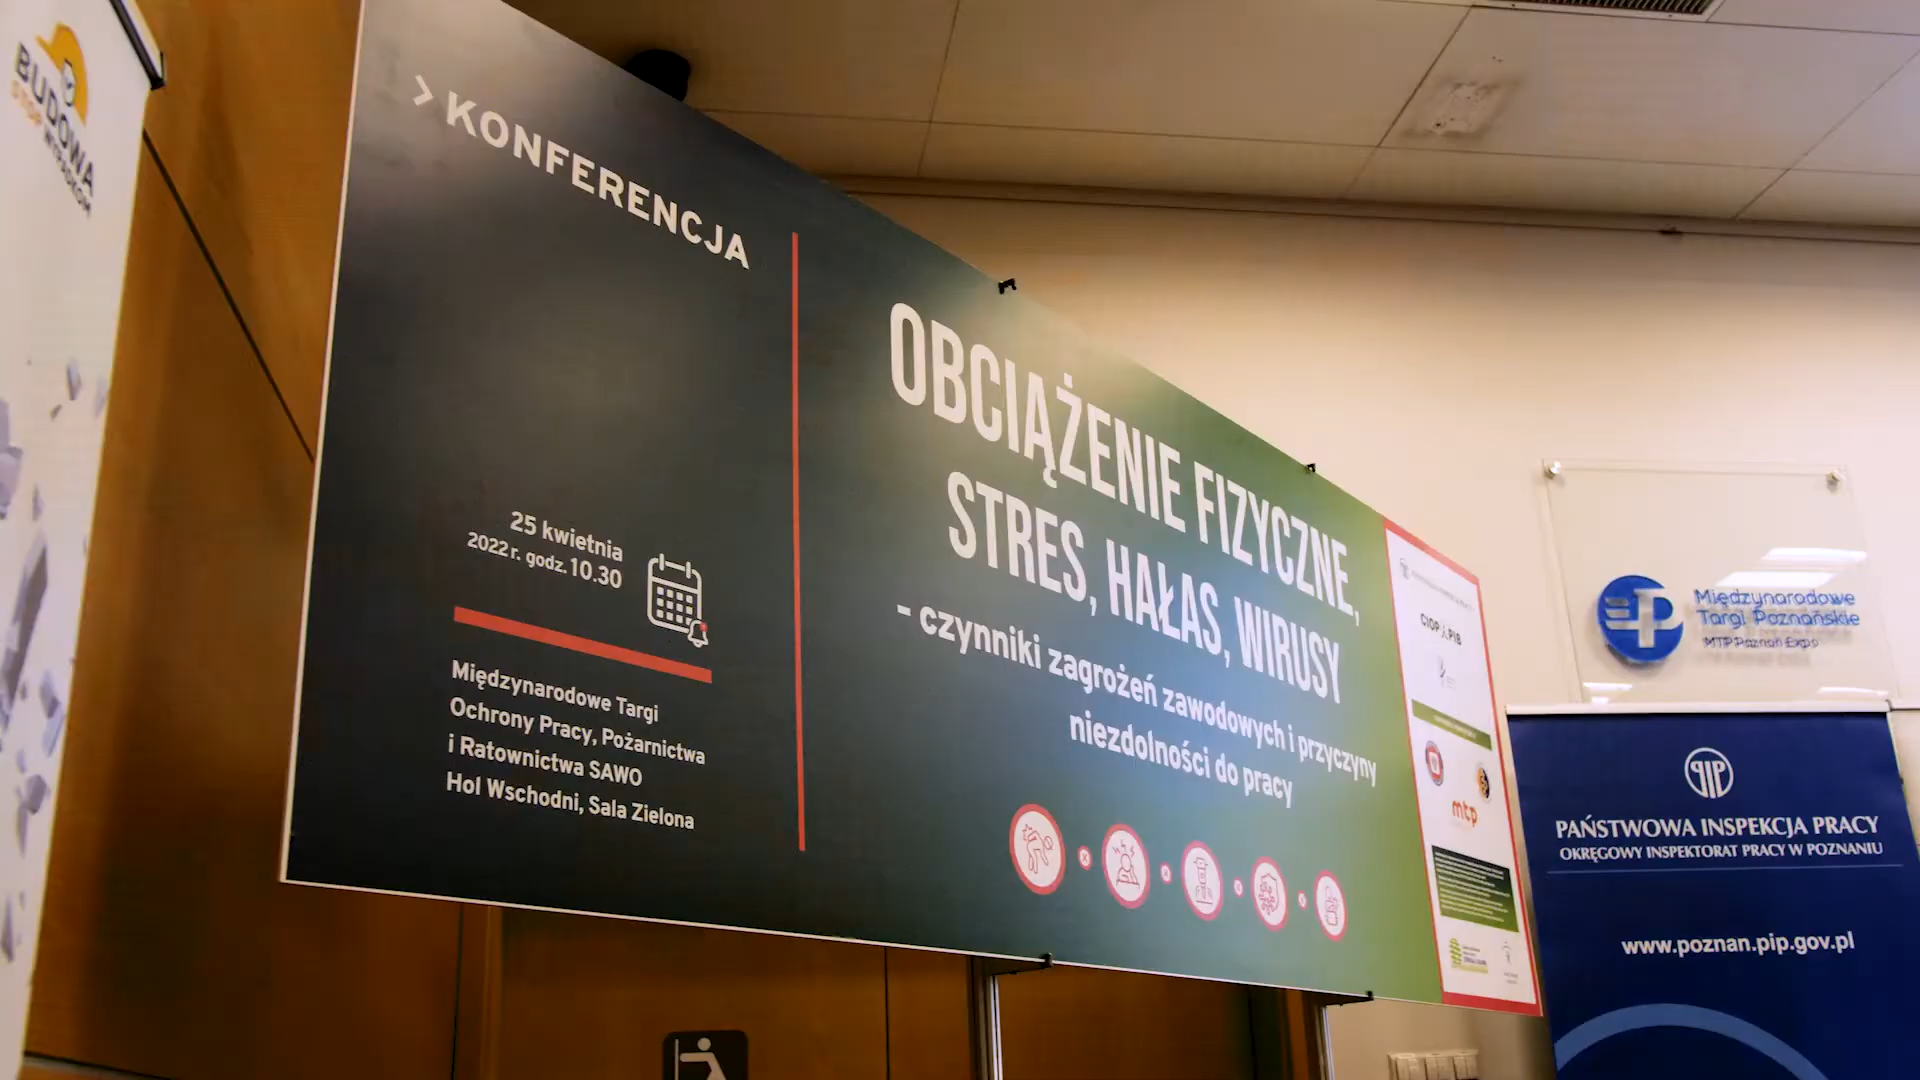 BUDOWA
STOP WYPADKOM
> KONFERENCJA
25 kwietnia
2022 r. godz. 10.30
Międzynarodowe Targi
Ochrony Pracy, Pożarnictwa
i Ratownictwa SAWO
Hol Wschodni, Sala Zielona
OBCIĄŻENIE FIZYCZNE,
STRES, HAŁAS, WIRUSY
– czynniki zagrożeń zawodowych i przyczyny
niezdolności do pracy
CIOP PIB
mtp
Międzynarodowe
Targi Poznańskie
MTP Poznań Expo
PIP
PAŃSTWOWA INSPEKCJA PRACY
OKRĘGOWY INSPEKTORAT PRACY W POZNANIU
www.poznan.pip.gov.pl